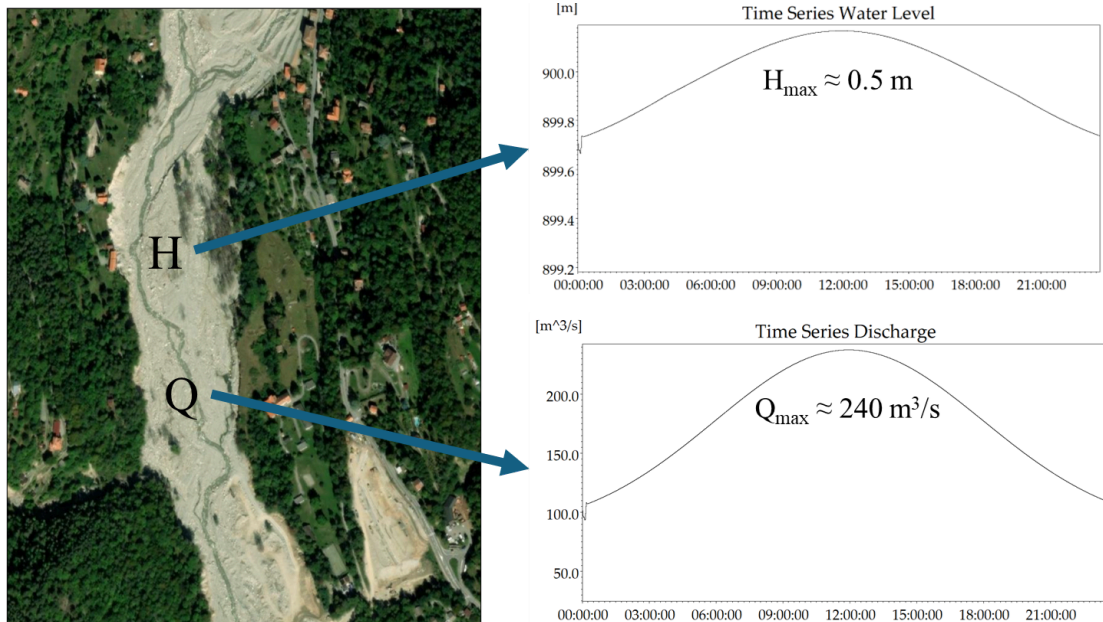 H
Q
[m]
Time Series Water Level
900.0
899.8
899.6
899.4
899.2
H_max ≈ 0.5 m
00:00:00 03:00:00 06:00:00 09:00:00 12:00:00 15:00:00 18:00:00 21:00:00
[m^3/s]
Time Series Discharge
200.0
150.0
100.0
50.0
Q_max ≈ 240 m³/s
00:00:00 03:00:00 06:00:00 09:00:00 12:00:00 15:00:00 18:00:00 21:00:00